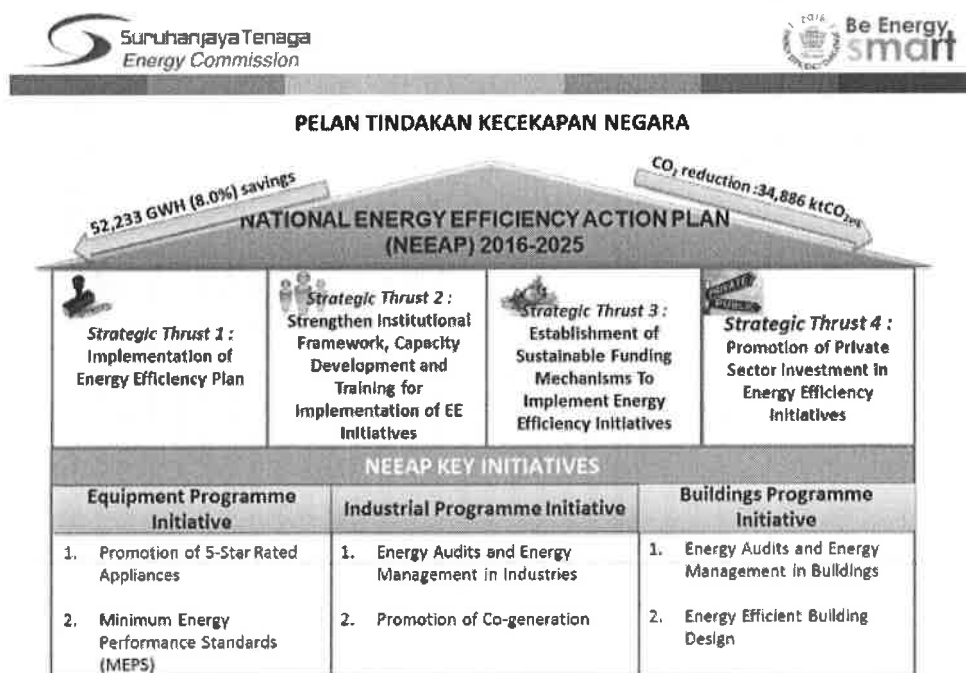 Suruhanjaya Tenaga
Energy Commission
2016
Be Energy
smart
PELAN TINDAKAN KECEKAPAN NEGARA
52,233 GWH (8.0%) savings
CO₂ reduction :34,886 ktCO₂
NATIONAL ENERGY EFFICIENCY ACTION PLAN
(NEEAP) 2016-2025
Strategic Thrust 1 :
Implementation of
Energy Efficiency Plan
Strategic Thrust 2 :
Strengthen Institutional
Framework, Capacity
Development and
Training for
Implementation of EE
Initiatives
Strategic Thrust 3 :
Establishment of
Sustainable Funding
Mechanisms To
Implement Energy
Efficiency Initiatives
PRIVATE
PUBLIC
Strategic Thrust 4 :
Promotion of Private
Sector Investment in
Energy Efficiency
Initiatives
NEEAP KEY INITIATIVES
Equipment Programme
Initiative
1. Promotion of 5-Star Rated
Appliances
2. Minimum Energy
Performance Standards
(MEPS)
Industrial Programme Initiative
1. Energy Audits and Energy
Management in Industries
2. Promotion of Co-generation
Buildings Programme
Initiative
1. Energy Audits and Energy
Management in Buildings
2. Energy Efficient Building
Design